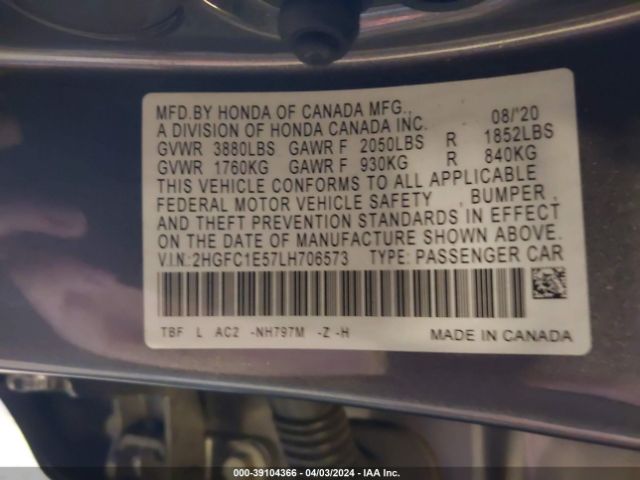 MFD.BY HONDA OF CANADA MFG., 08/'20
A DIVISION OF HONDA CANADA INC.
GVWR 3880LBS GAWR F 2050LBS R 1852LBS
GVWR 1760KG GAWR F 930KG R 840KG
THIS VEHICLE CONFORMS TO ALL APPLICABLE
FEDERAL MOTOR VEHICLE SAFETY , BUMPER ,
AND THEFT PREVENTION STANDARDS IN EFFECT
ON THE DATE OF MANUFACTURE SHOWN ABOVE.
V.I.N.:2HGFC1E57LH706573 TYPE: PASSENGER CAR
TBF L AC2 -NH797M -Z -H MADE IN CANADA
000-39104366 - 04/03/2024 - IAA Inc.